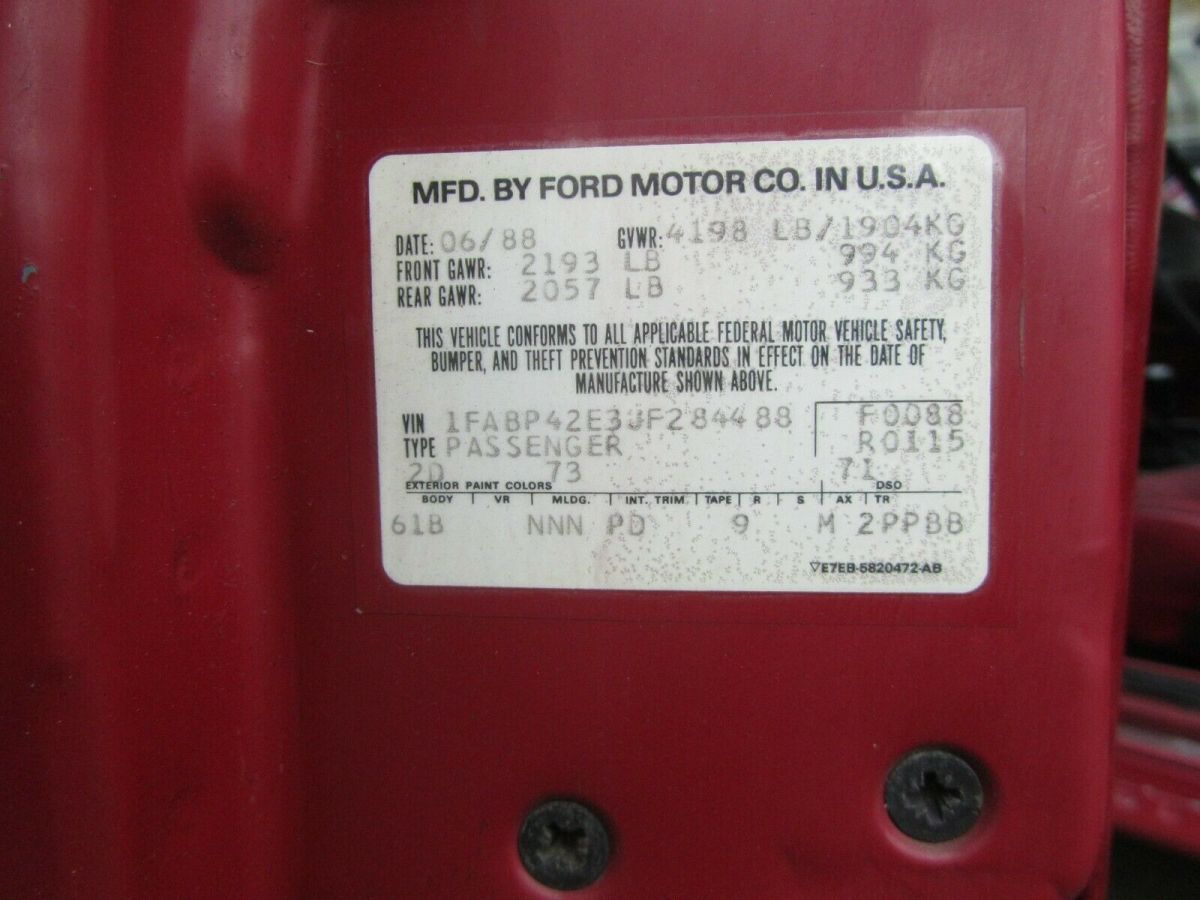 MFD. BY FORD MOTOR CO. IN U.S.A.
DATE: 06/88 GVWR: 4198 LB/1904KG
FRONT GAWR: 2193 LB 994 KG
REAR GAWR: 2057 LB 933 KG
THIS VEHICLE CONFORMS TO ALL APPLICABLE FEDERAL MOTOR VEHICLE SAFETY,
BUMPER, AND THEFT PREVENTION STANDARDS IN EFFECT ON THE DATE OF
MANUFACTURE SHOWN ABOVE.
VIN 1FABP42E3JF284488 F0088
TYPE PASSENGER R0115
2D 73 71
EXTERIOR PAINT COLORS DSO
BODY VR MLDG. INT. TRIM TAPE R S AX TR
61B NNN PD 9 M 2PPBB
▽E7EB-5820472-AB